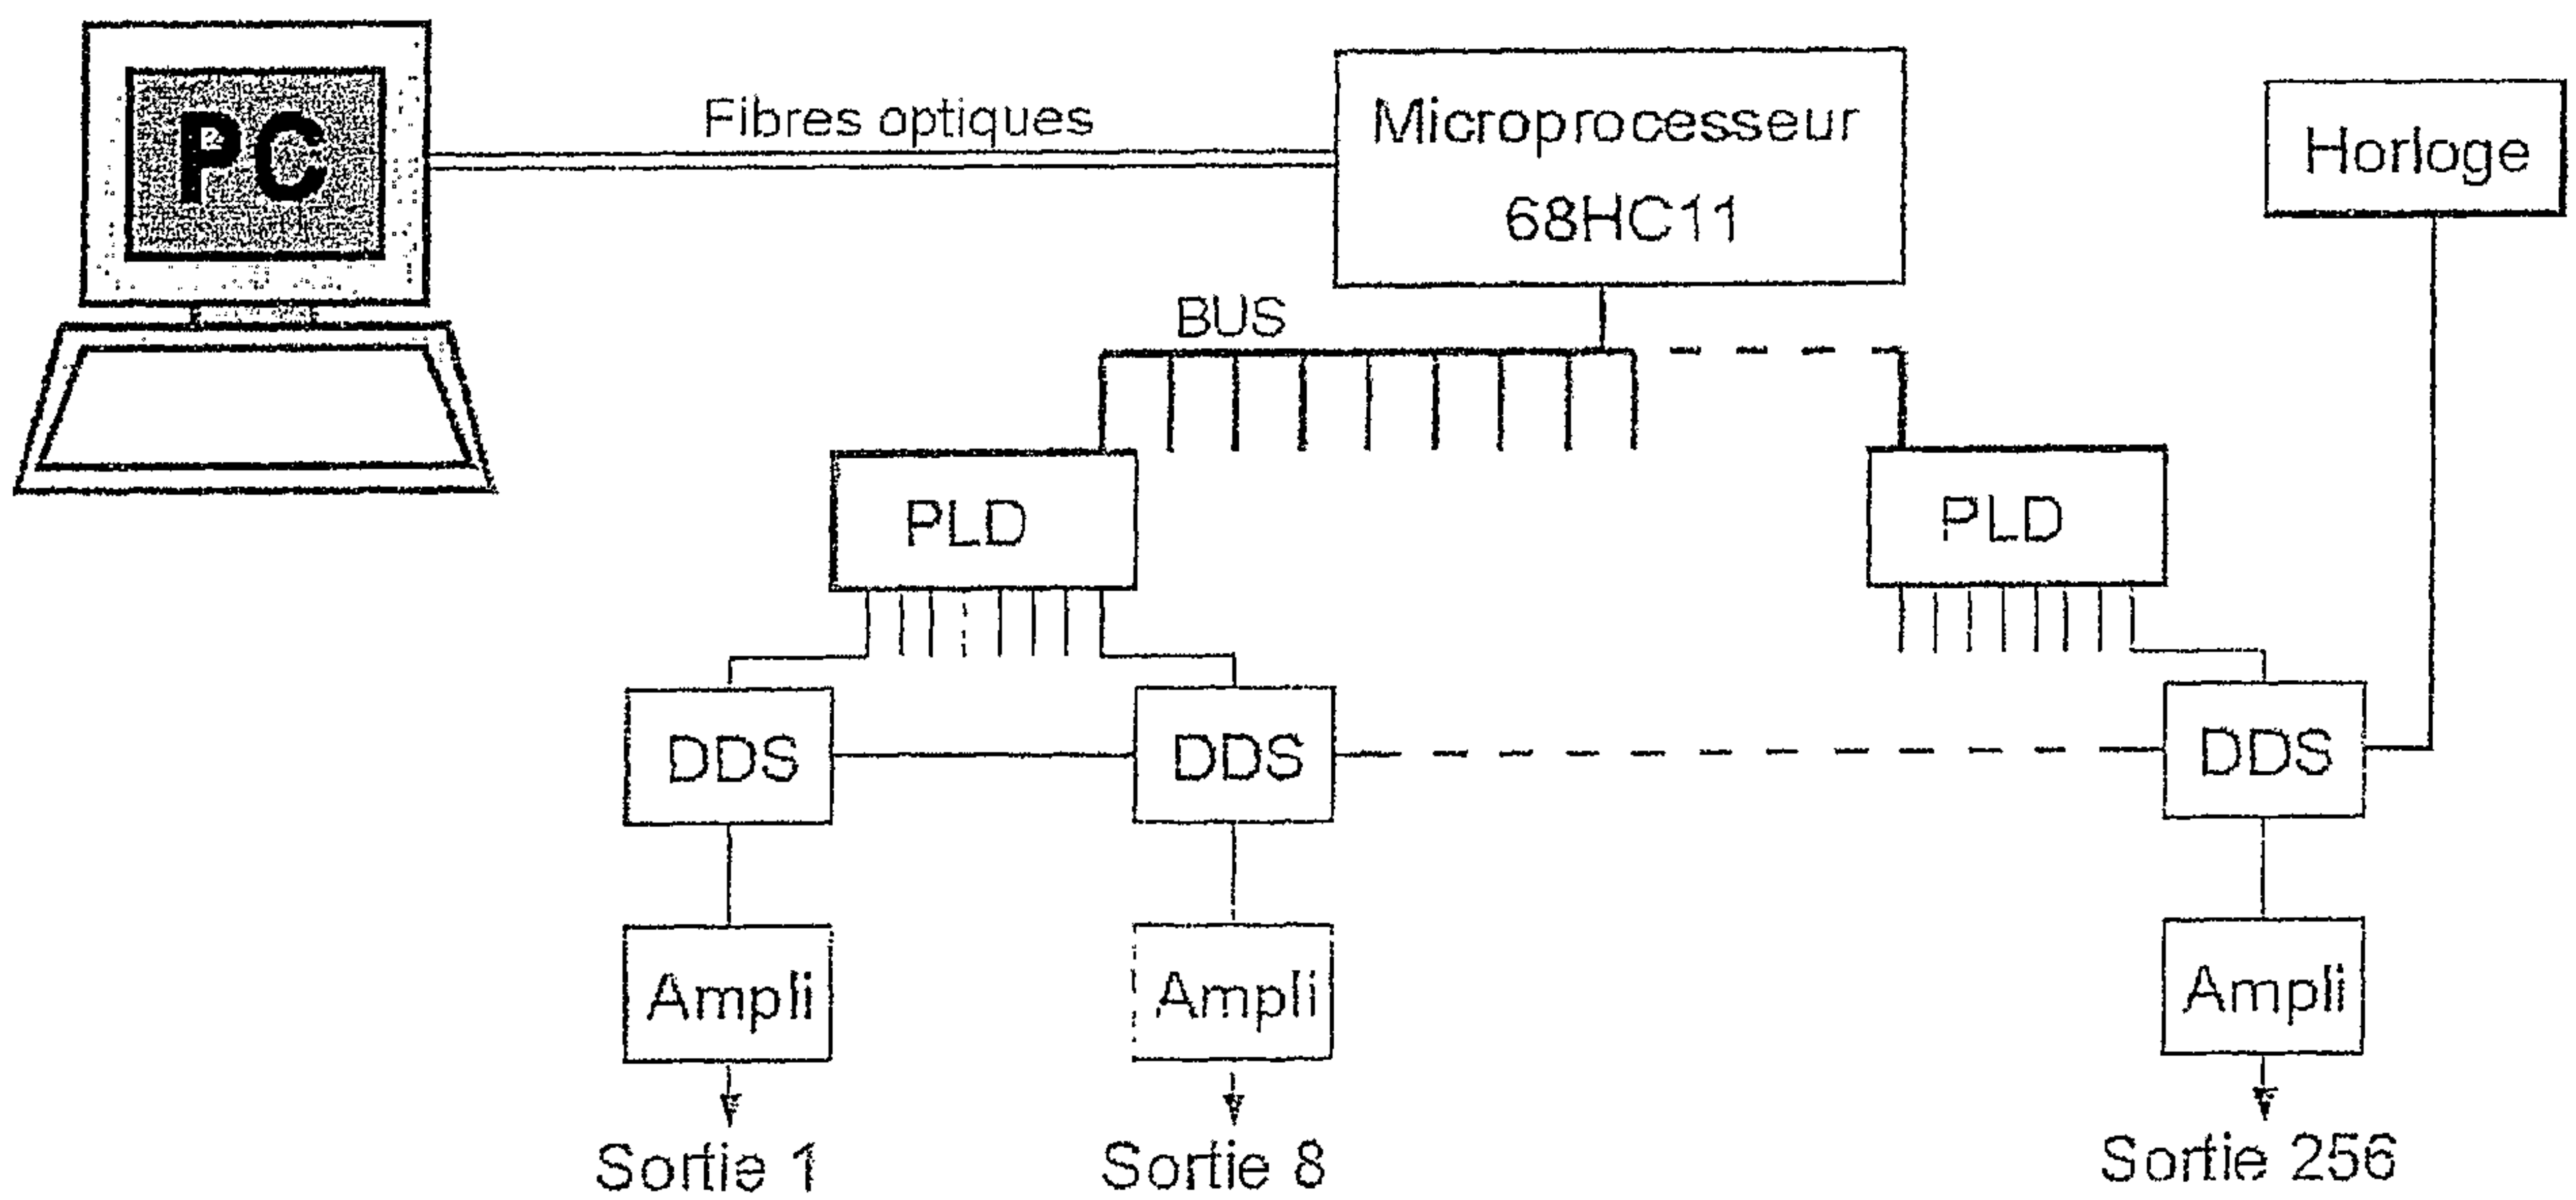 PC
Fibres optiques
Microprocesseur
68HC11
Horloge
BUS
PLD
PLD
DDS
DDS
DDS
Ampli
Ampli
Ampli
Sortie 1
Sortie 8
Sortie 256